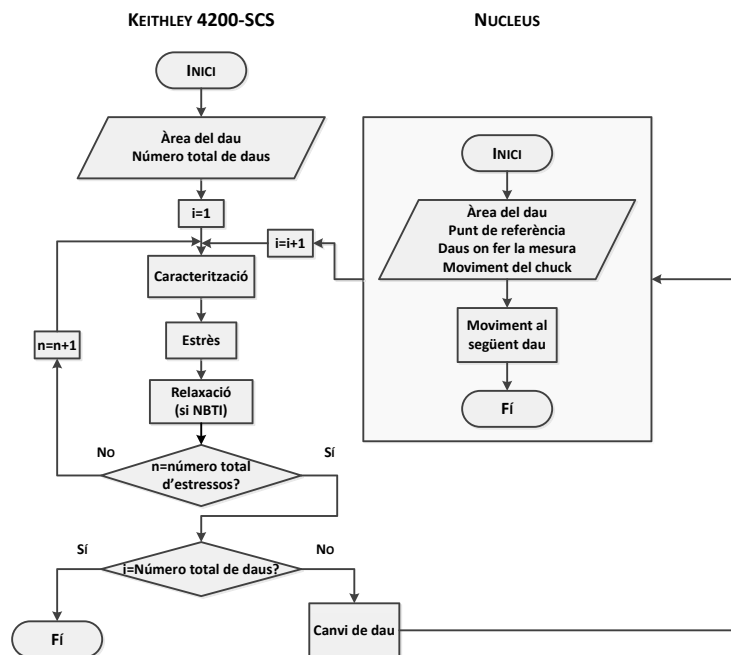 KEITHLEY 4200-SCS
NUCLEUS
INICI
Àrea del dau
Número total de daus
i=1
i=i+1
Caracterització
n=n+1
Estrès
Relaxació
(si NBTI)
No
Sí
n=número total
d'estressos?
Sí
No
i=Número total de daus?
Fí
Canvi de dau
INICI
Àrea del dau
Punt de referència
Daus on fer la mesura
Moviment del chuck
Moviment al
següent dau
Fí